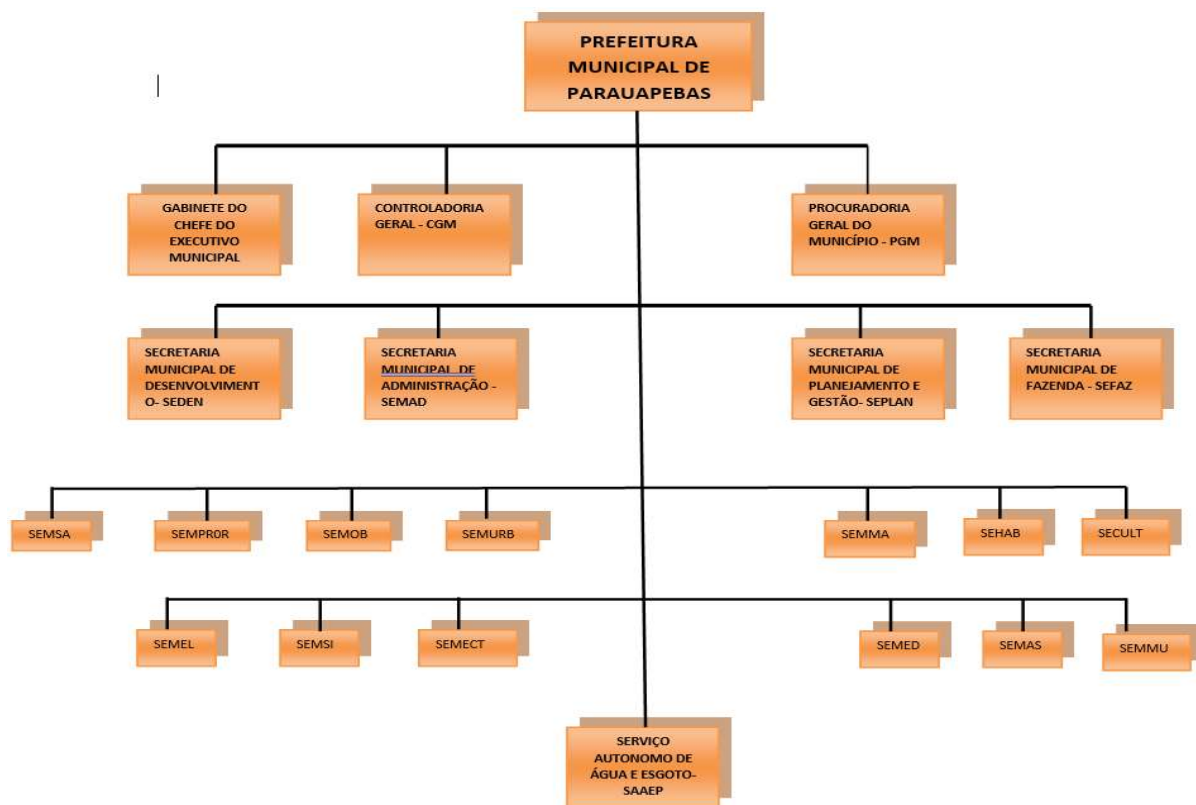 PREFEITURA
MUNICIPAL DE
PARAUAPEBAS
GABINETE DO
CHEFE DO
EXECUTIVO
MUNICIPAL
CONTROLADORIA
GERAL - CGM
PROCURADORIA
GERAL DO
MUNICÍPIO - PGM
SECRETARIA
MUNICIPAL DE
DESENVOLVIMENT
O- SEDEN
SECRETARIA
MUNICIPAL DE
ADMINISTRAÇÃO -
SEMAD
SECRETARIA
MUNICIPAL DE
PLANEJAMENTO E
GESTÃO- SEPLAN
SECRETARIA
MUNICIPAL DE
FAZENDA - SEFAZ
SEMSA
SEMPR0R
SEMOB
SEMURB
SEMMA
SEHAB
SECULT
SEMEL
SEMSI
SEMECT
SEMED
SEMAS
SEMMU
SERVIÇO
AUTONOMO DE
ÁGUA E ESGOTO-
SAAEP